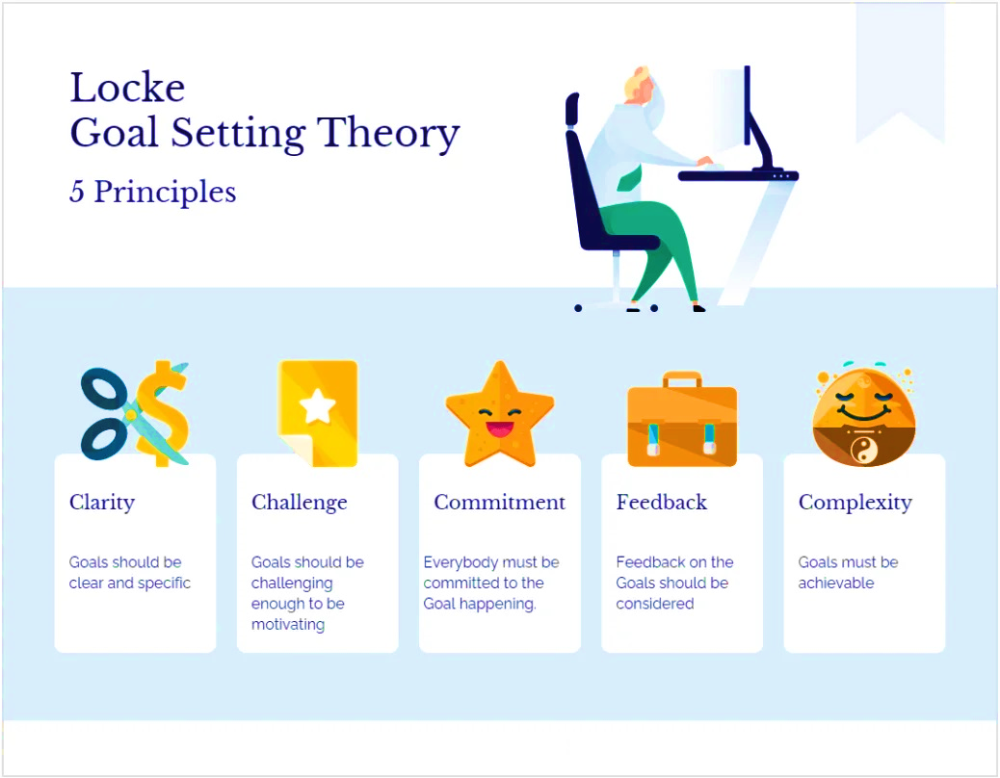 Locke
Goal Setting Theory
5 Principles
Clarity
Goals should be
clear and specific
Challenge
Goals should be
challenging
enough to be
motivating
Commitment
Everybody must be
committed to the
Goal happening.
Feedback
Feedback on the
Goals should be
considered
Complexity
Goals must be
achievable